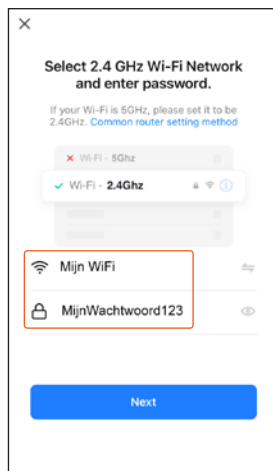 Select 2.4 GHz Wi-Fi Network
and enter password.
If your Wi-Fi is 5GHz, please set it to be
2.4GHz. Common router setting method
Wi-Fi - 5Ghz
Wi-Fi - 2.4Ghz
Mijn WiFi
MijnWachtwoord123
Next